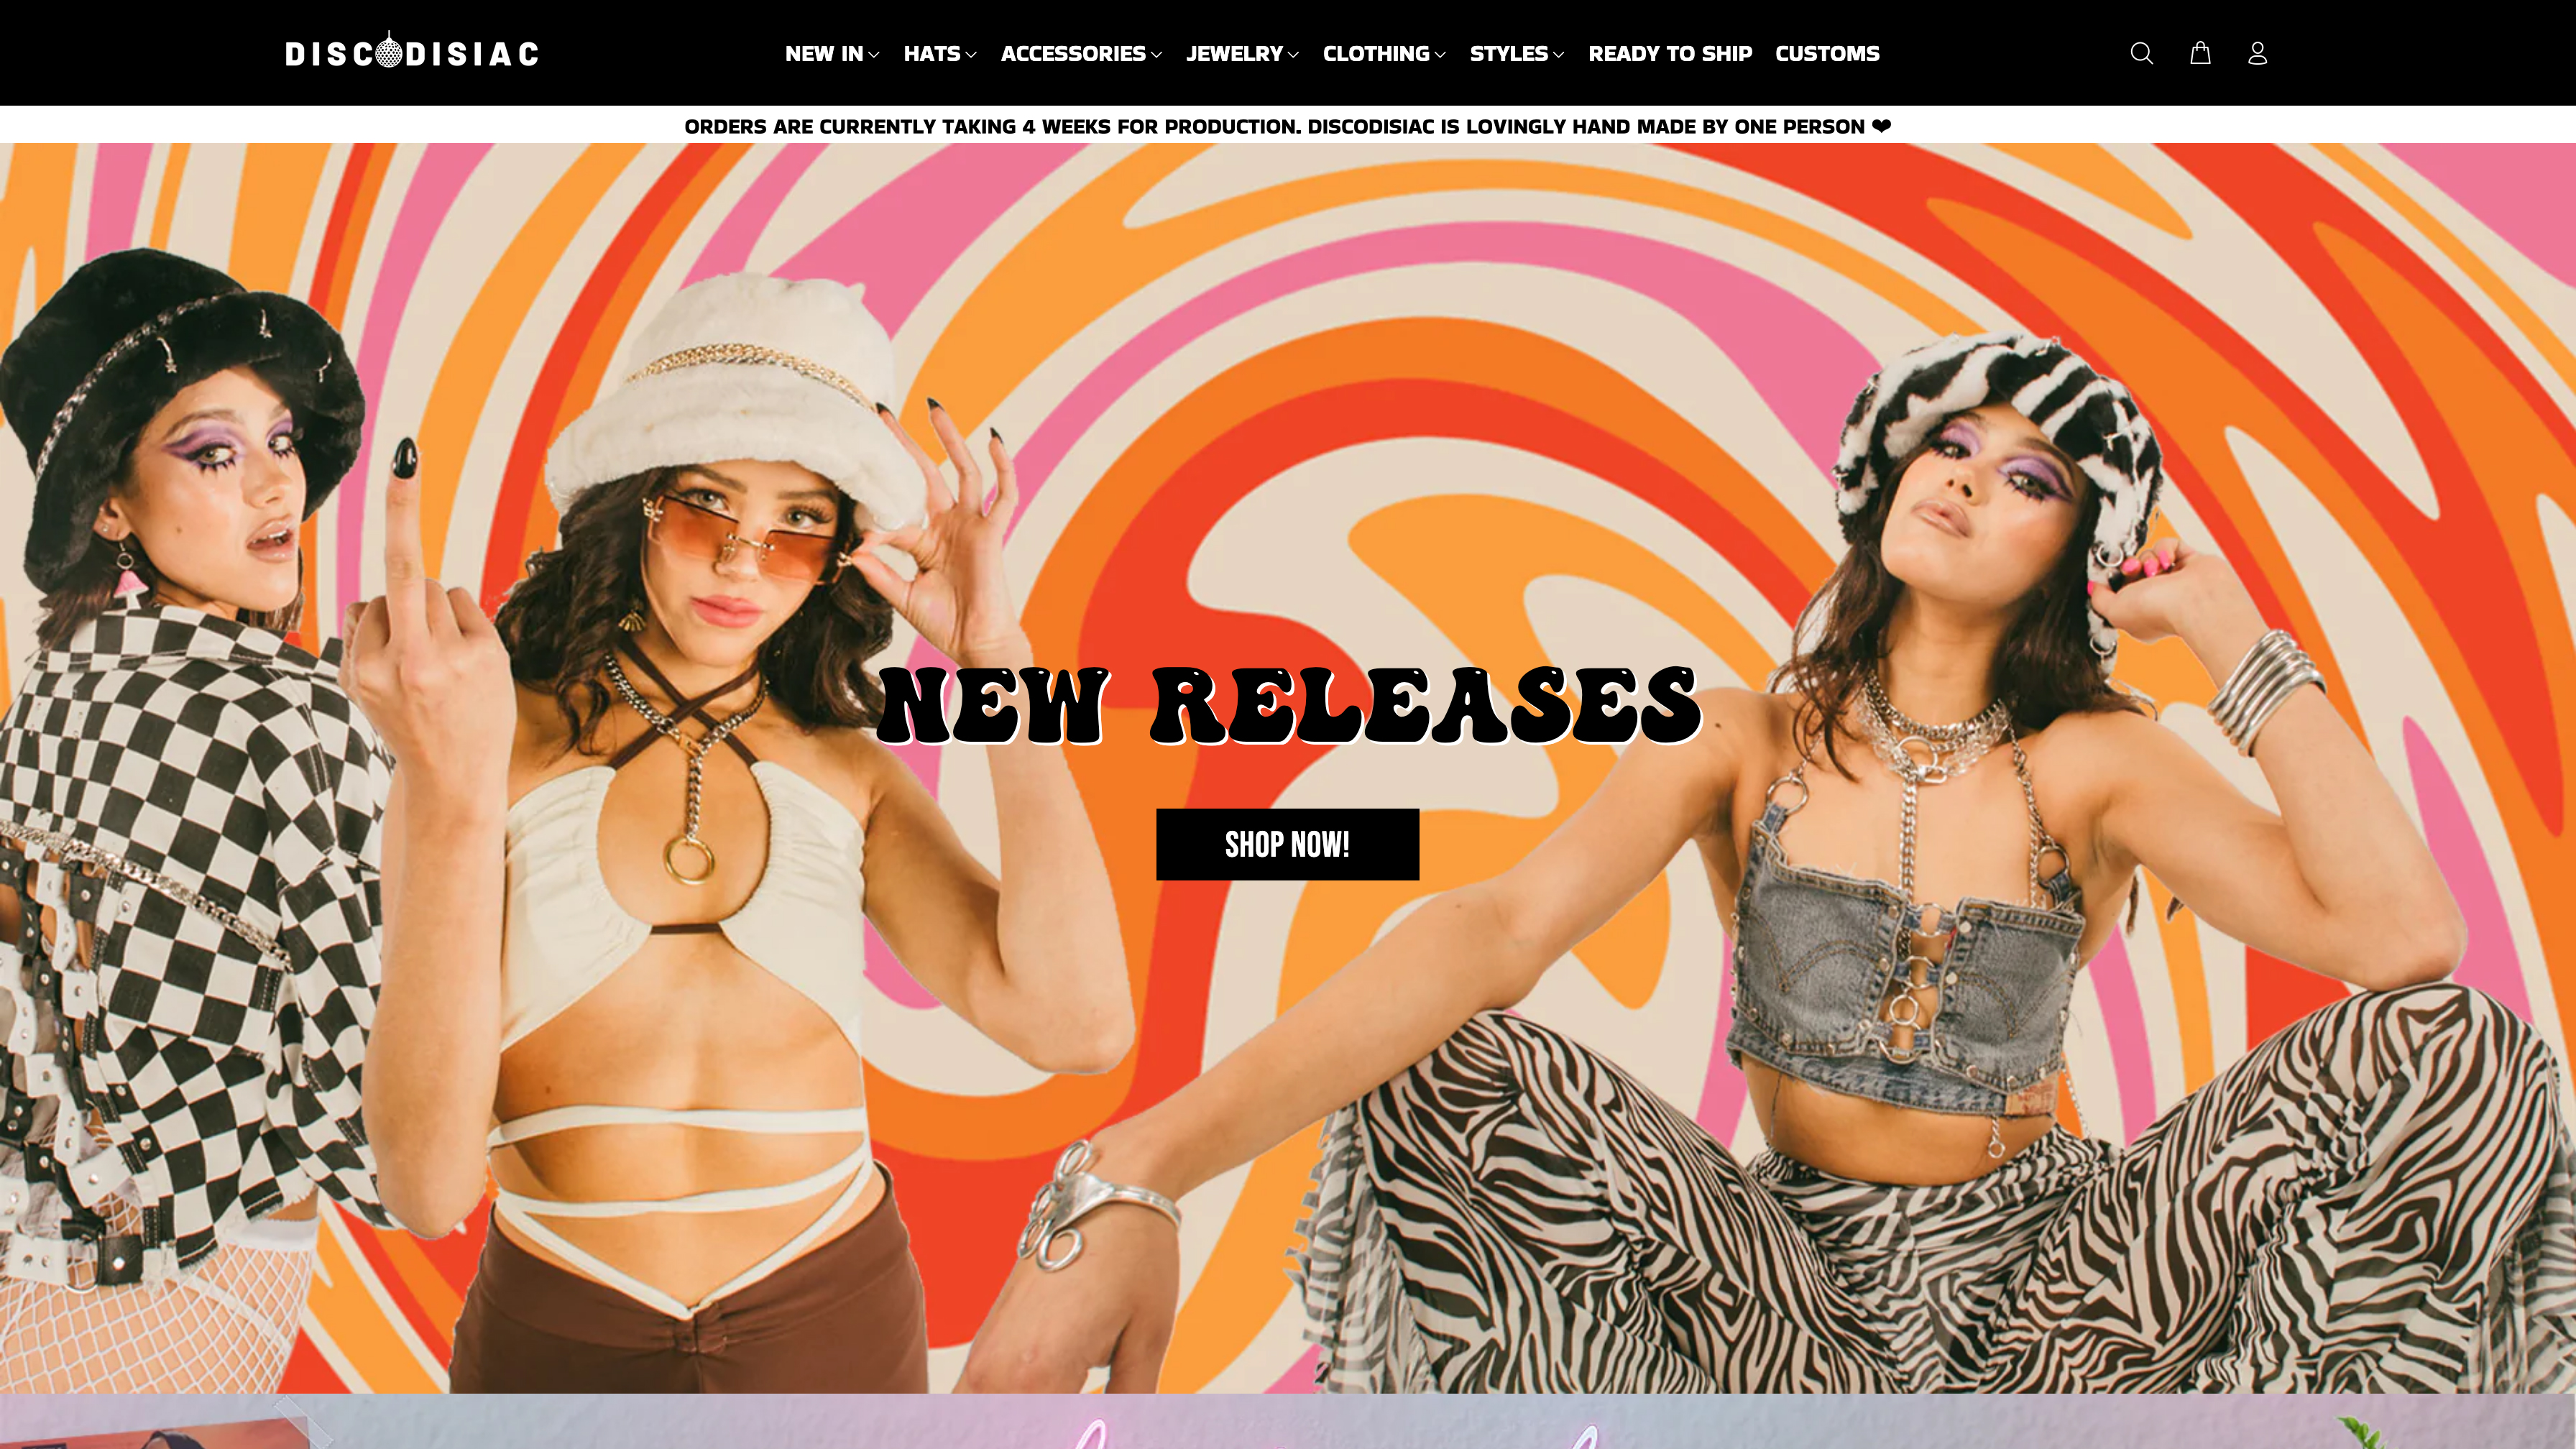 DISCODISIAC
NEW IN HATS ACCESSORIES JEWELRY CLOTHING STYLES READY TO SHIP CUSTOMS
ORDERS ARE CURRENTLY TAKING 4 WEEKS FOR PRODUCTION. DISCODISIAC IS LOVINGLY HAND MADE BY ONE PERSON ❤
NEW RELEASES
SHOP NOW!